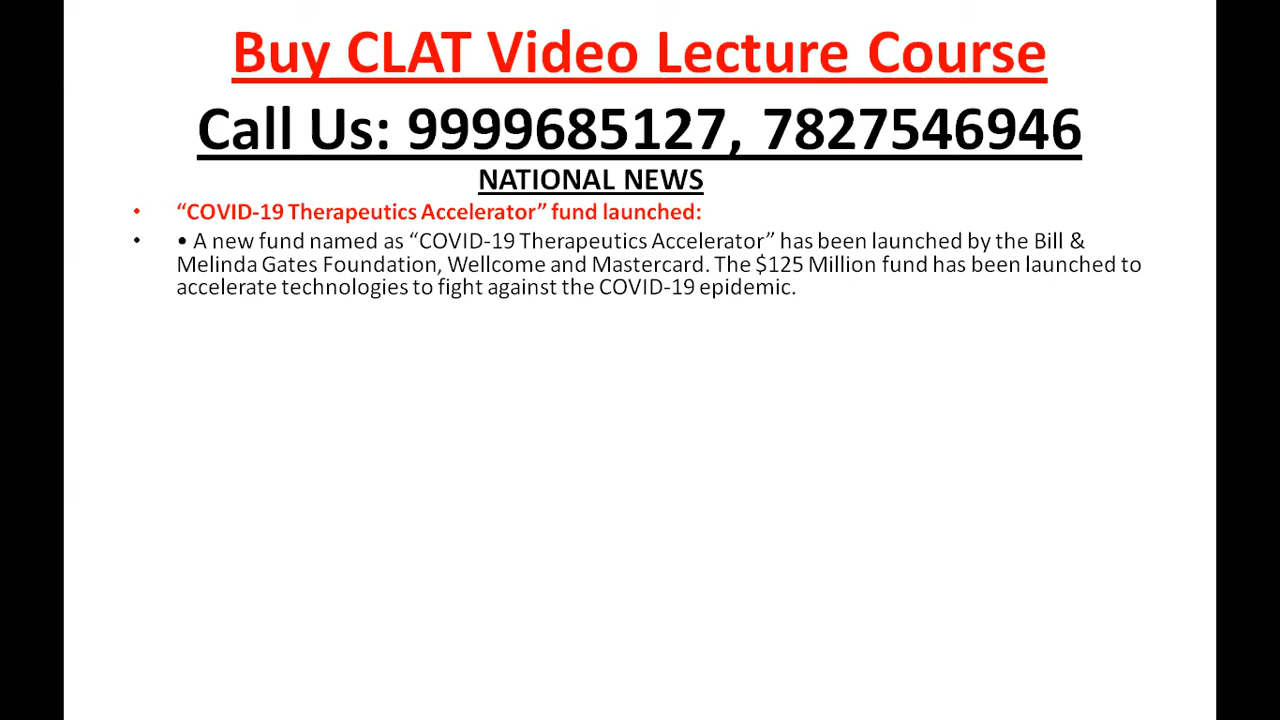 Buy CLAT Video Lecture Course
Call Us: 9999685127, 7827546946
NATIONAL NEWS
• “COVID-19 Therapeutics Accelerator” fund launched:
• • A new fund named as “COVID-19 Therapeutics Accelerator” has been launched by the Bill &
Melinda Gates Foundation, Wellcome and Mastercard. The $125 Million fund has been launched to
accelerate technologies to fight against the COVID-19 epidemic.